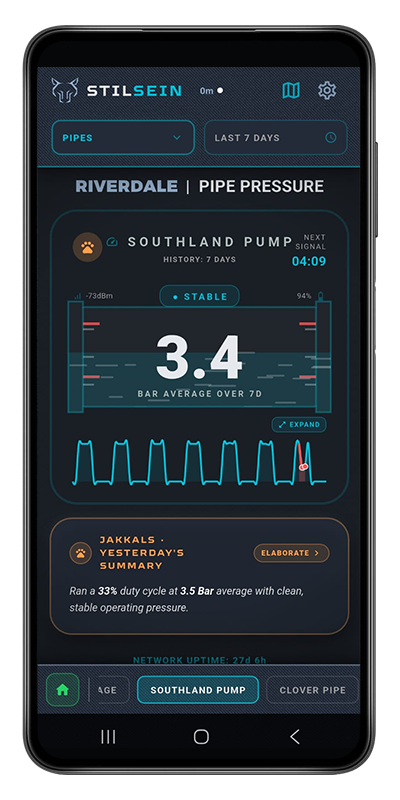 STILSEIN
0m
PIPES
LAST 7 DAYS
RIVERDALE | PIPE PRESSURE
SOUTHLAND PUMP
HISTORY: 7 DAYS
NEXT
SIGNAL
04:09
-73dBm
STABLE
94%
3.4
BAR AVERAGE OVER 7D
EXPAND
JAKKALS ·
YESTERDAY'S
SUMMARY
ELABORATE
Ran a 33% duty cycle at 3.5 Bar average with clean,
stable operating pressure.
NETWORK UPTIME: 27d 6h
AGE
SOUTHLAND PUMP
CLOVER PIPE